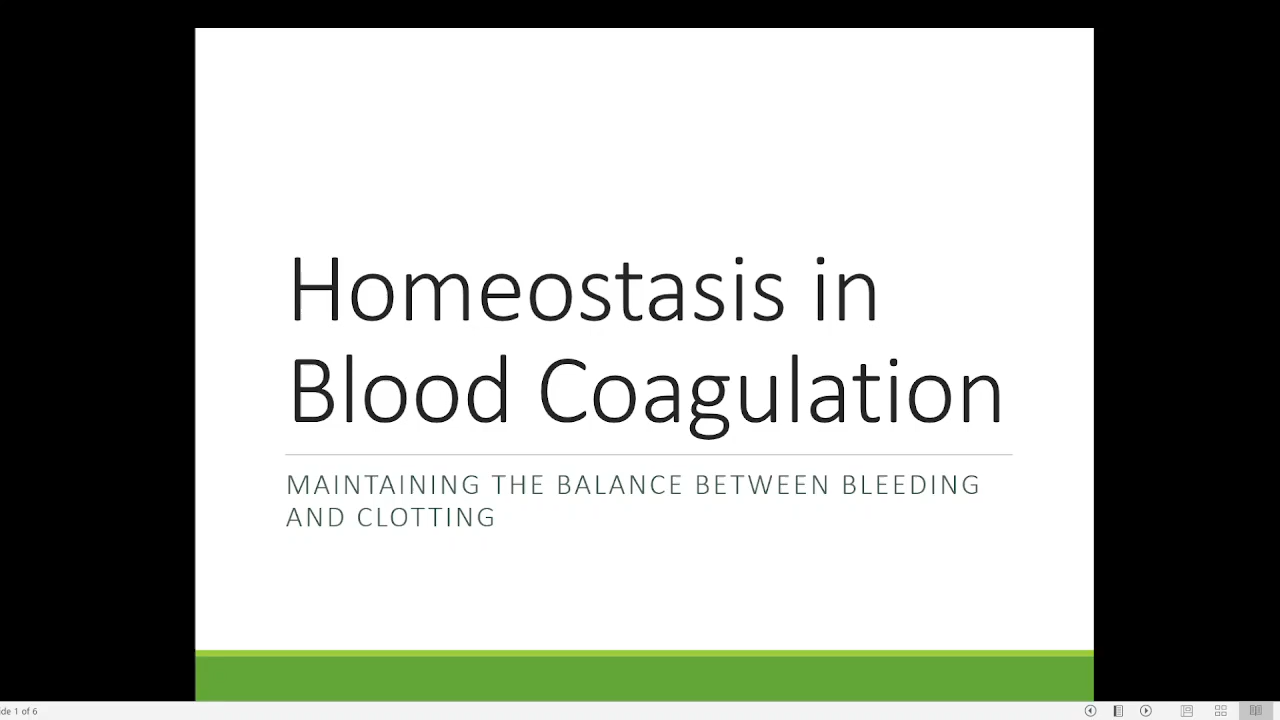 Homeostasis in
Blood Coagulation
MAINTAINING THE BALANCE BETWEEN BLEEDING
AND CLOTTING
de 1 of 6